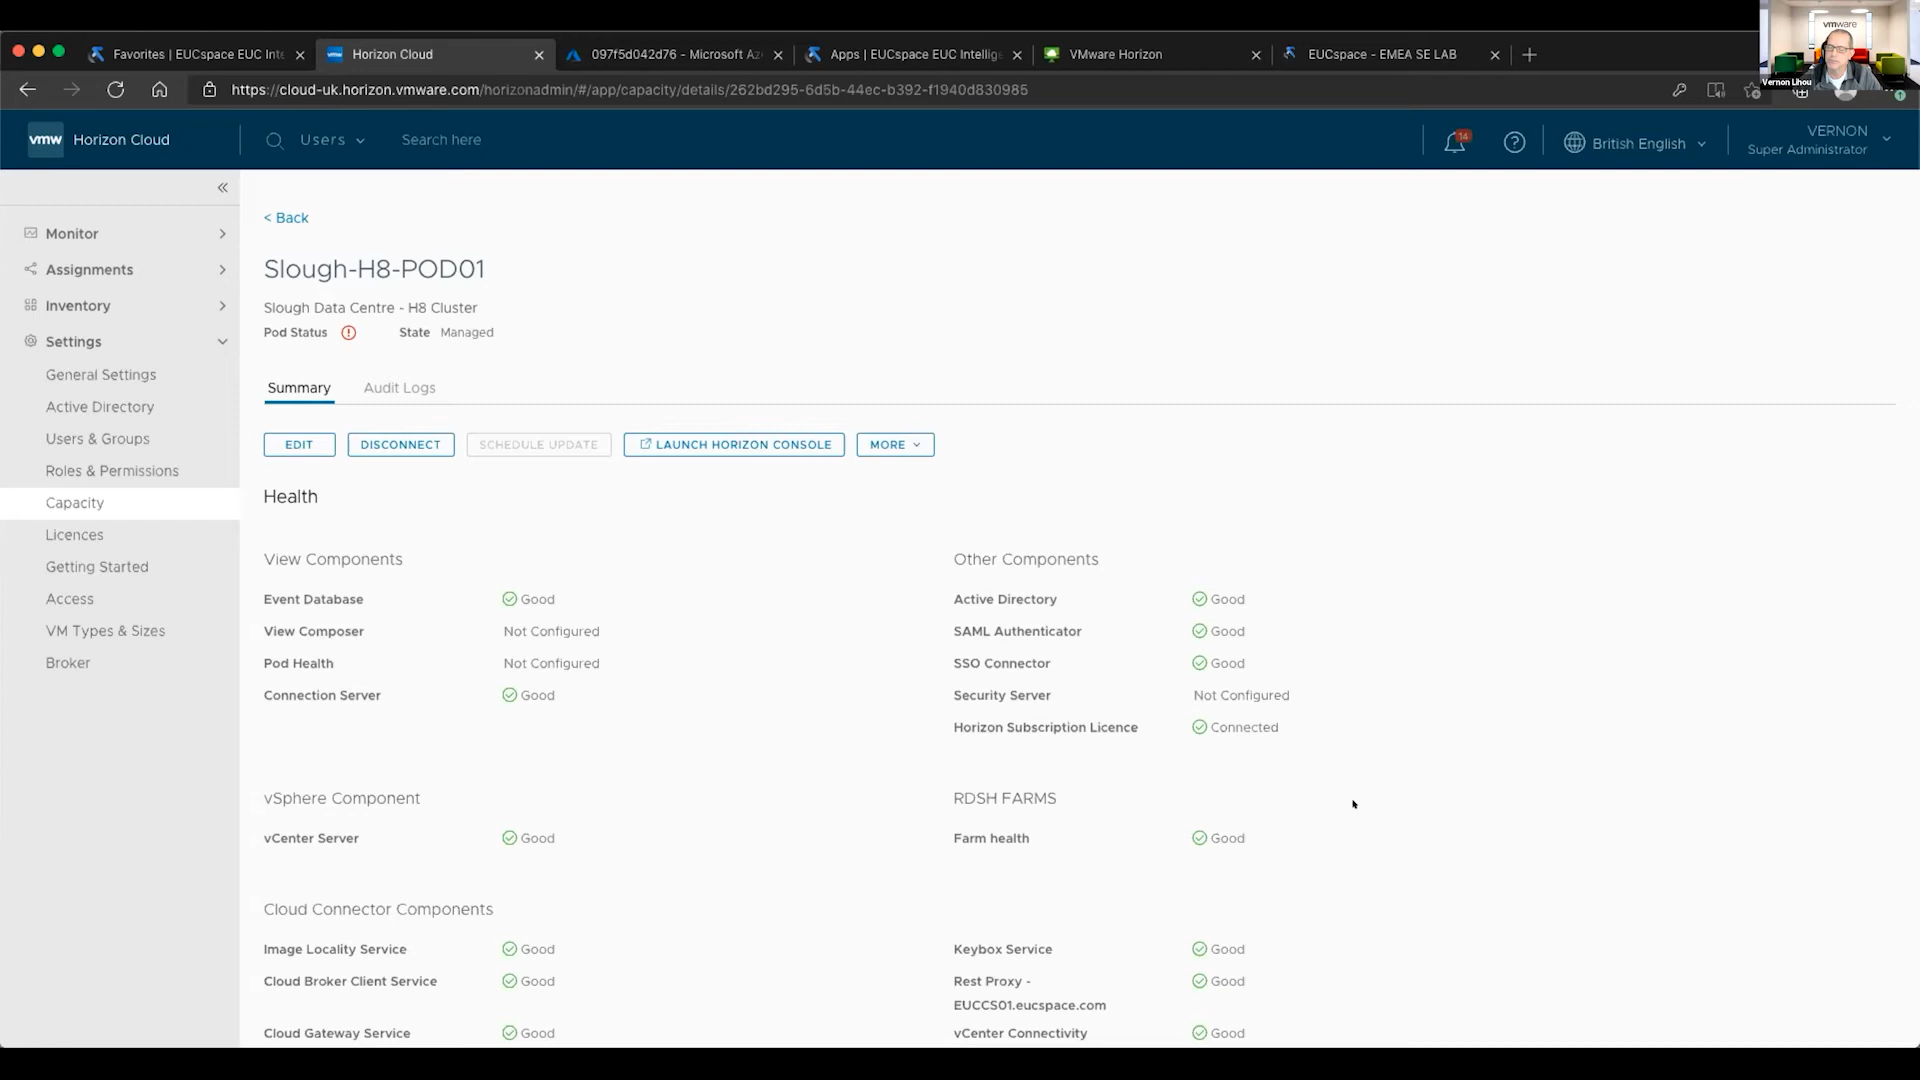 Favorites | EUCspace EUC Inte
Horizon Cloud
097f5d042d76 - Microsoft Az
Apps | EUCspace EUC Intellige
VMware Horizon
EUCspace - EMEA SE LAB
vmware
Vernon Lihou
https://cloud-uk.horizon.vmware.com/horizonadmin/#/app/capacity/details/262bd295-6d5b-44ec-b392-f1940d830985
vmw Horizon Cloud
Users
Search here
14
British English
VERNON
Super Administrator
Monitor
Assignments
Inventory
Settings
General Settings
Active Directory
Users & Groups
Roles & Permissions
Capacity
Licences
Getting Started
Access
VM Types & Sizes
Broker
< Back
Slough-H8-POD01
Slough Data Centre - H8 Cluster
Pod Status State Managed
Summary Audit Logs
EDIT DISCONNECT SCHEDULE UPDATE LAUNCH HORIZON CONSOLE MORE
Health
View Components
Event Database Good
View Composer Not Configured
Pod Health Not Configured
Connection Server Good
Other Components
Active Directory Good
SAML Authenticator Good
SSO Connector Good
Security Server Not Configured
Horizon Subscription Licence Connected
vSphere Component
vCenter Server Good
RDSH FARMS
Farm health Good
Cloud Connector Components
Image Locality Service Good
Cloud Broker Client Service Good
Cloud Gateway Service Good
Keybox Service Good
Rest Proxy - Good
EUCCS01.eucspace.com
vCenter Connectivity Good